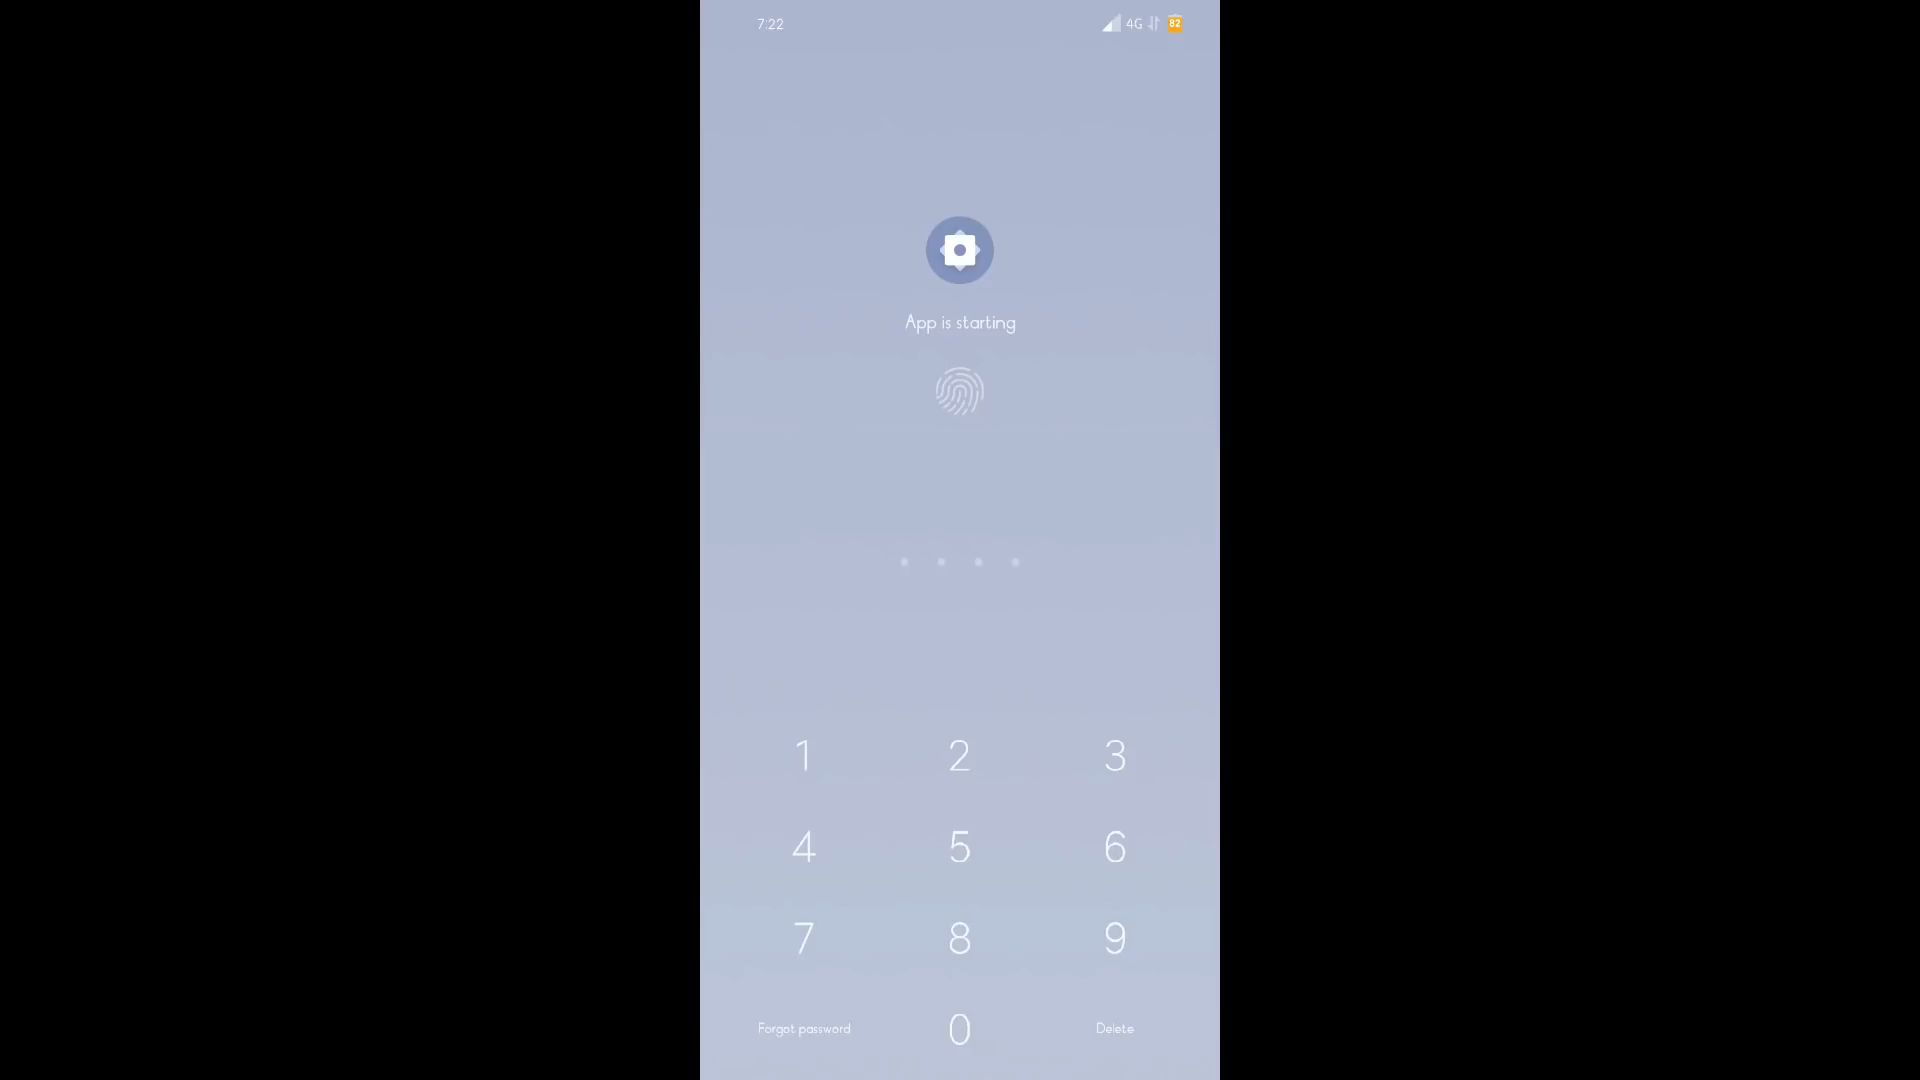 7:22 4G 82
App is starting
1 2 3
4 5 6
7 8 9
Forgot password 0 Delete